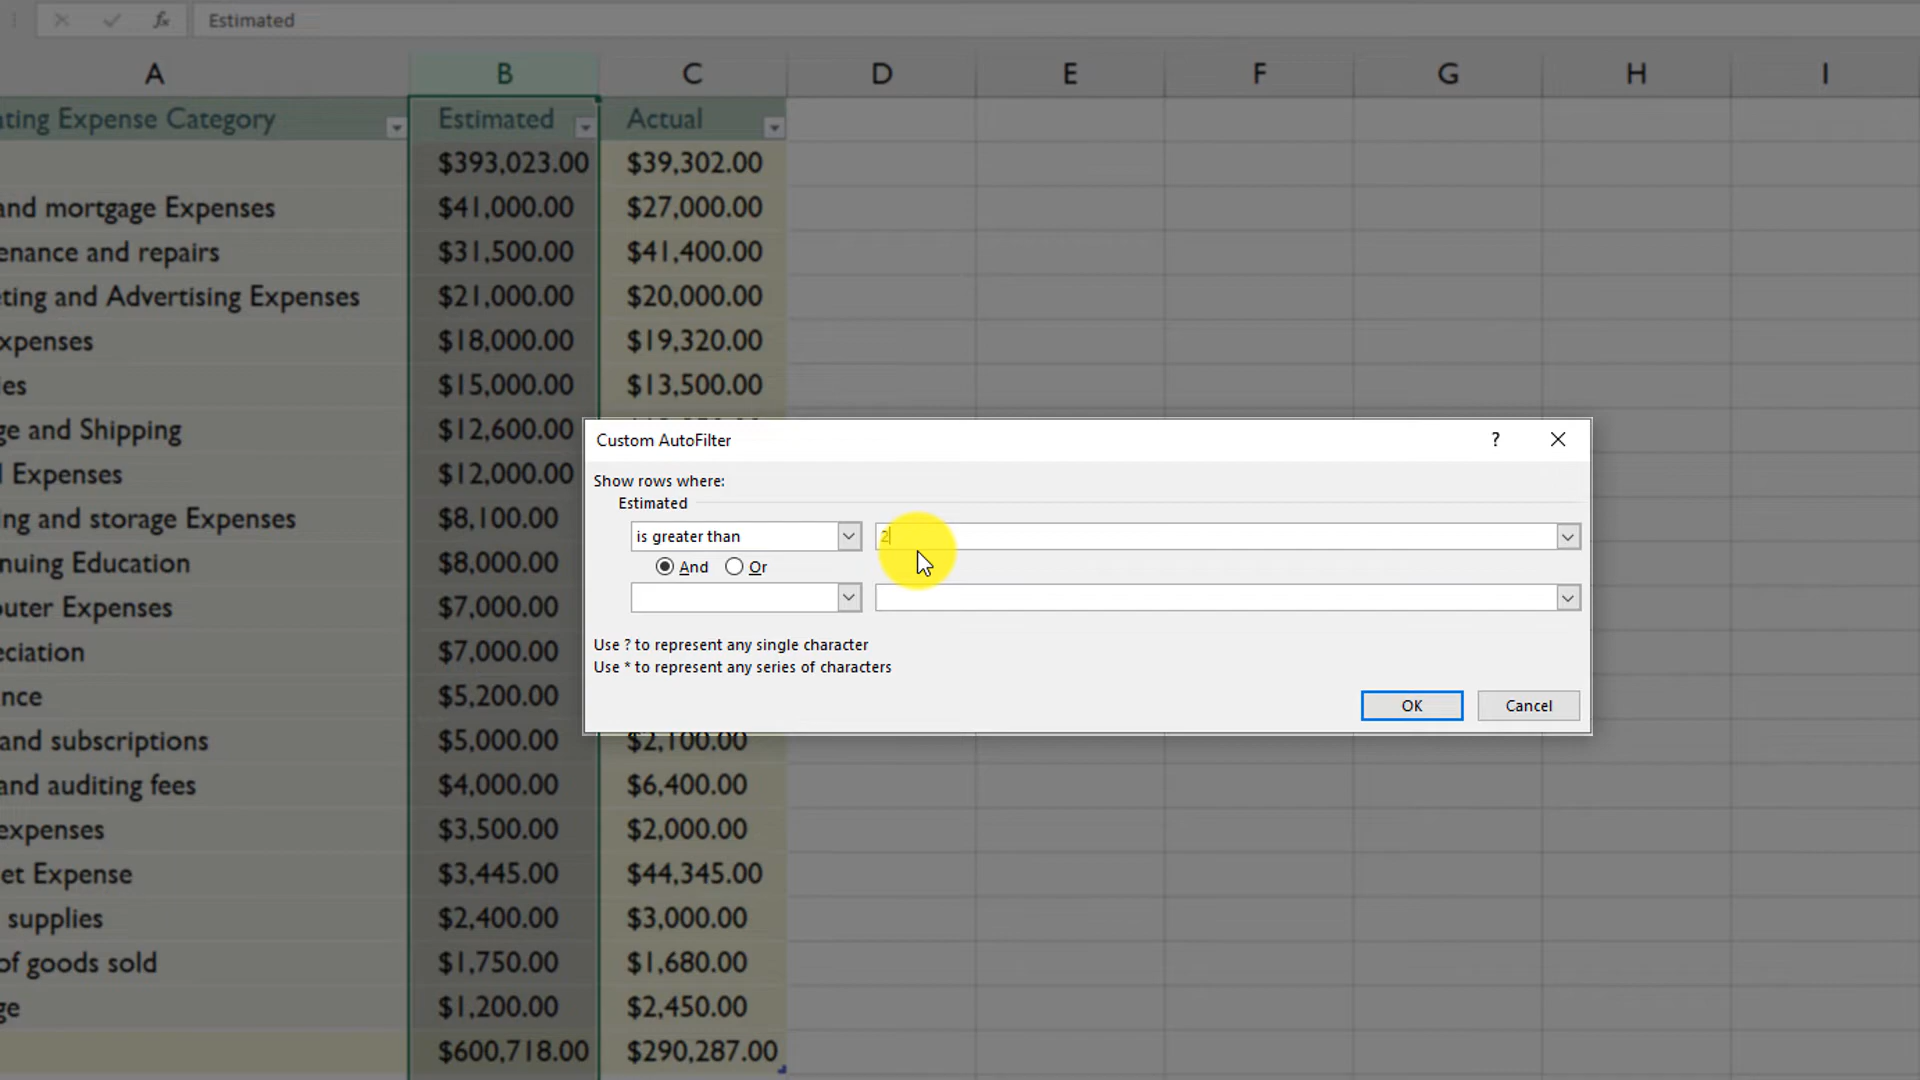 fx Estimated
A B C D E F G H I
ating Expense Category Estimated Actual
$393,023.00 $39,302.00
and mortgage Expenses $41,000.00 $27,000.00
enance and repairs $31,500.00 $41,400.00
eting and Advertising Expenses $21,000.00 $20,000.00
xpenses $18,000.00 $19,320.00
ies $15,000.00 $13,500.00
ge and Shipping $12,600.00
l Expenses $12,000.00
ing and storage Expenses $8,100.00
nuing Education $8,000.00
outer Expenses $7,000.00
eciation $7,000.00
nce $5,200.00
and subscriptions $5,000.00 $2,100.00
and auditing fees $4,000.00 $6,400.00
expenses $3,500.00 $2,000.00
et Expense $3,445.00 $44,345.00
supplies $2,400.00 $3,000.00
of goods sold $1,750.00 $1,680.00
ge $1,200.00 $2,450.00
$600,718.00 $290,287.00
Custom AutoFilter ?
Show rows where:
Estimated
is greater than 2
And Or
Use ? to represent any single character
Use * to represent any series of characters
OK Cancel